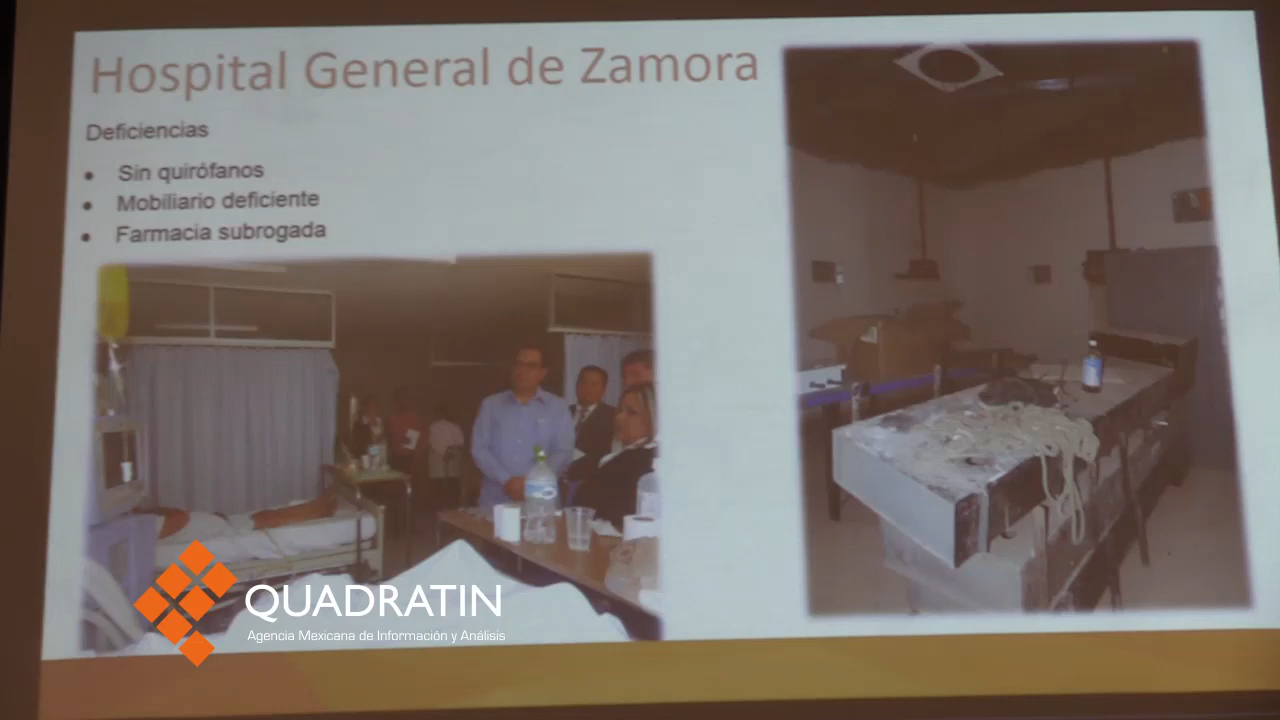 Hospital General de Zamora
Deficiencias
• Sin quirófanos
• Mobiliario deficiente
• Farmacia subrogada
QUADRATIN
Agencia Mexicana de Información y Análisis